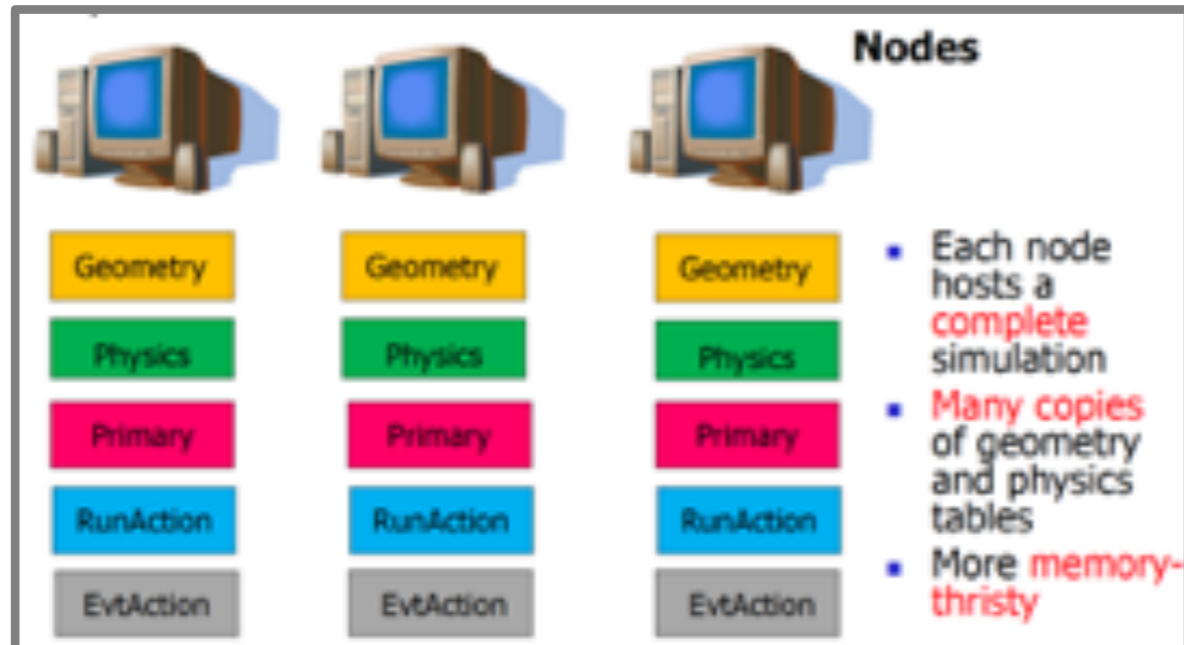 Nodes
Geometry Geometry Geometry
Physics Physics Physics
Primary Primary Primary
RunAction RunAction RunAction
EvtAction EvtAction EvtAction
▪ Each node
hosts a
complete
simulation
▪ Many copies
of geometry
and physics
tables
▪ More memory-
thristy